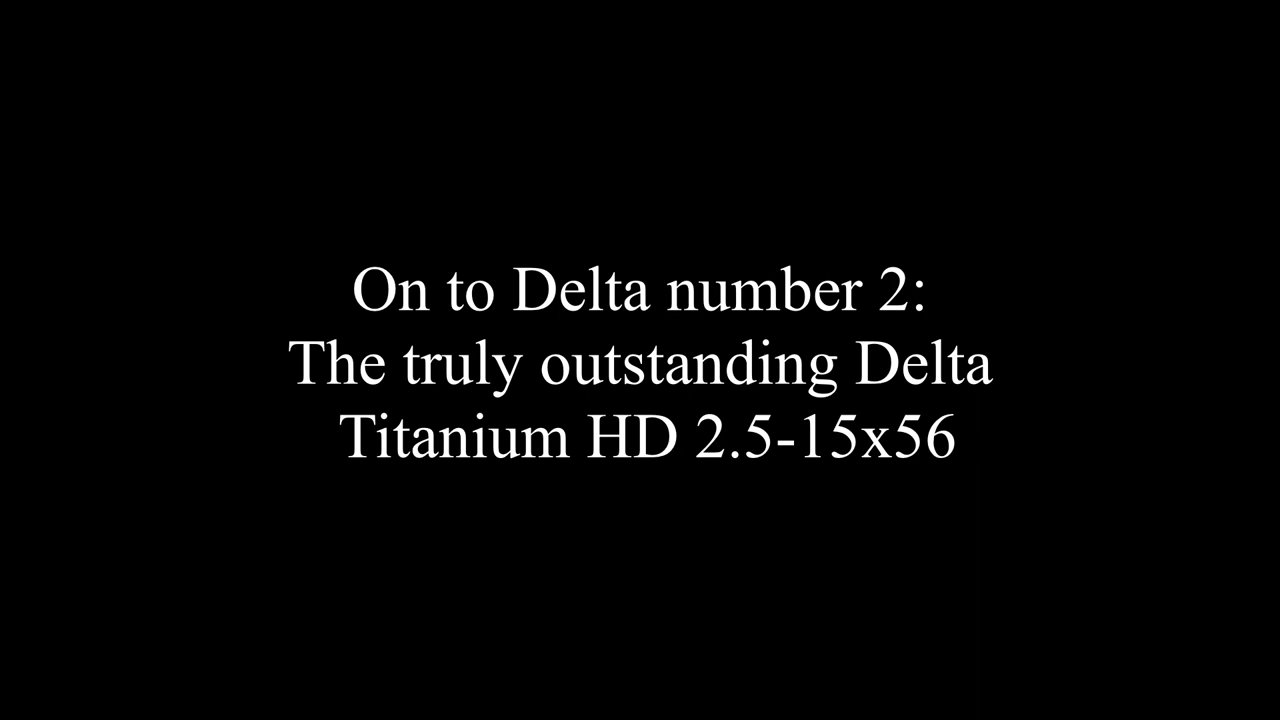 On to Delta number 2:
The truly outstanding Delta
Titanium HD 2.5-15x56